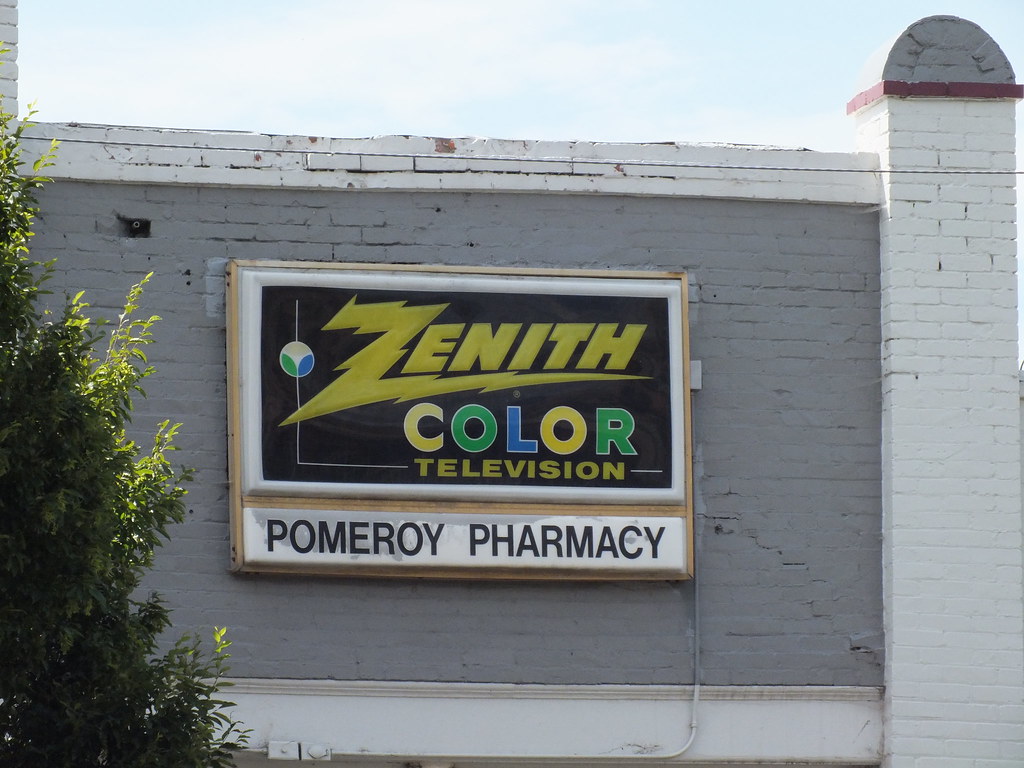 ZENITH
®
COLOR
TELEVISION
POMEROY PHARMACY